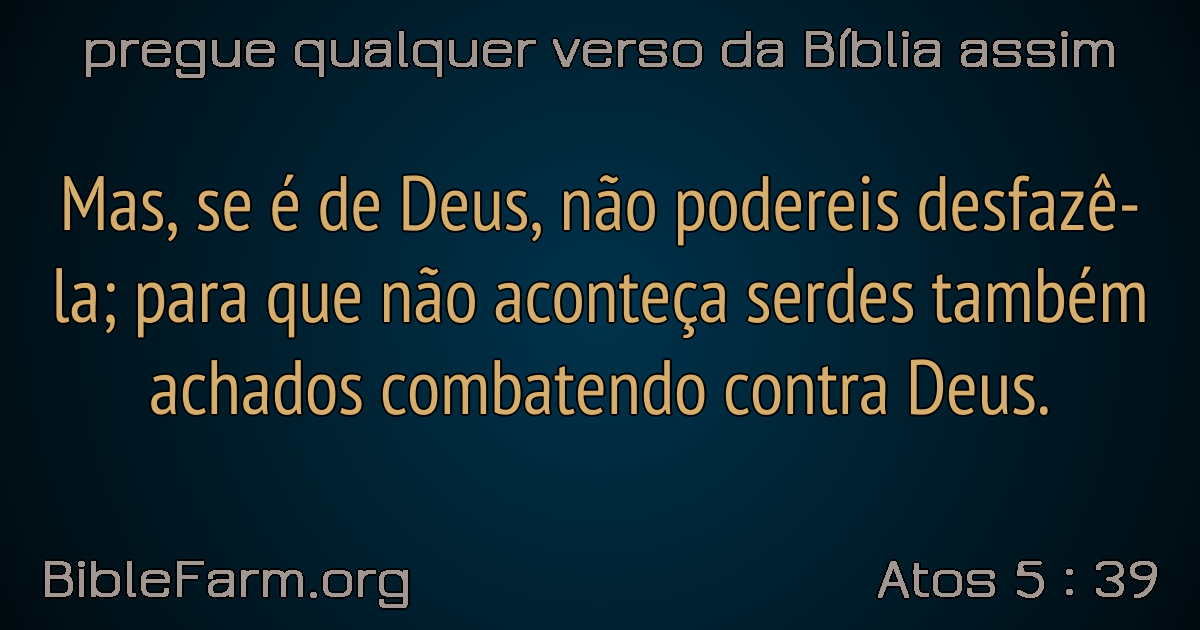 pregue qualquer verso da Bíblia assim
Mas, se é de Deus, não podereis desfazê-
la; para que não aconteça serdes também
achados combatendo contra Deus.
BibleFarm.org
Atos 5 : 39